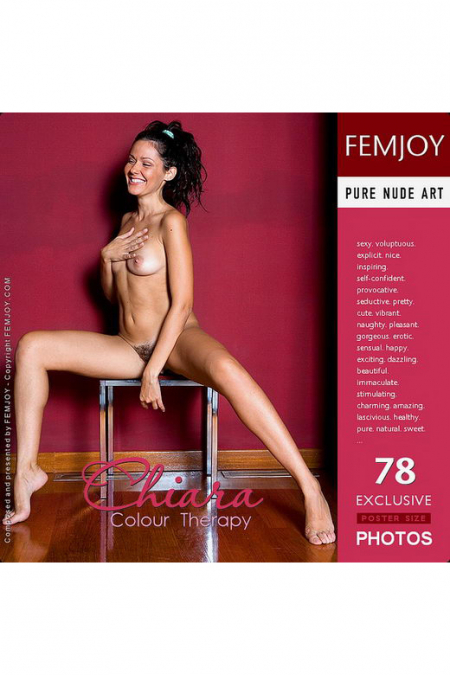 FEMJOY
PURE NUDE ART
sexy. voluptuous.
explicit. nice.
inspiring.
self-confident.
provocative.
seductive. pretty.
cute. vibrant.
naughty. pleasant.
gorgeous. erotic.
sensual. happy.
exciting. dazzling.
beautiful.
immaculate.
stimulating.
charming. amazing.
lascivious. healthy.
pure. natural. sweet.
...
78
EXCLUSIVE
POSTER SIZE
PHOTOS
Chiara
Colour Therapy
Composed and presented by FEMJOY - Copyright FEMJOY.COM